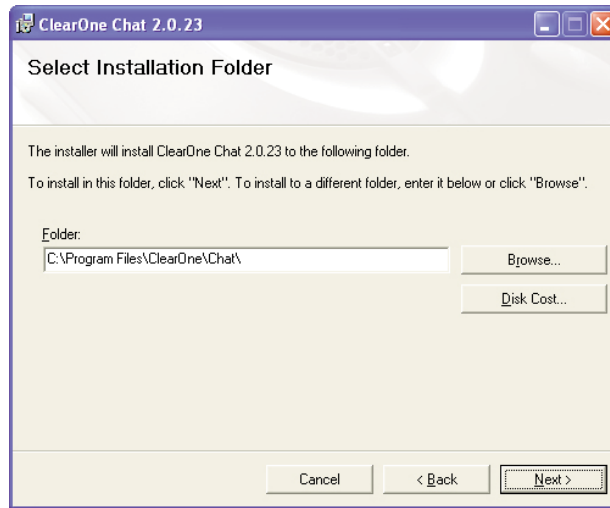 ClearOne Chat 2.0.23
Select Installation Folder
The installer will install ClearOne Chat 2.0.23 to the following folder.
To install in this folder, click "Next". To install to a different folder, enter it below or click "Browse".
Folder:
C:\Program Files\ClearOne\Chat\
Browse...
Disk Cost...
Cancel
< Back
Next >